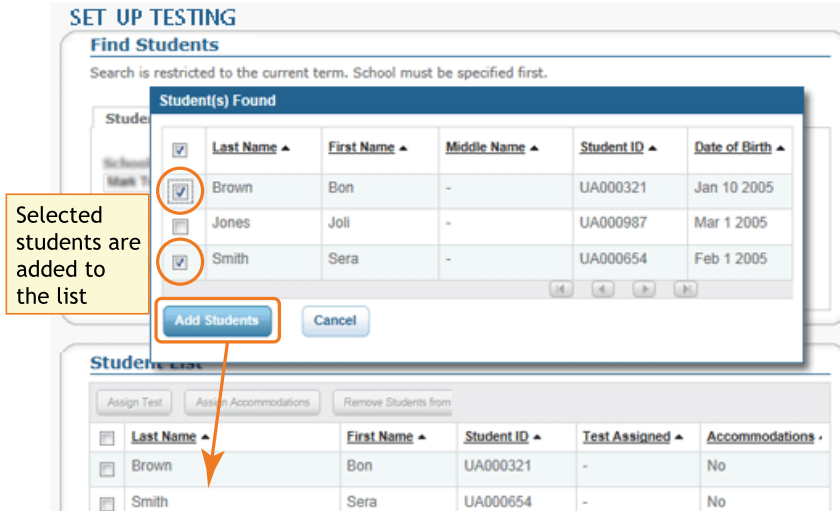 SET UP TESTING
Find Students
Search is restricted to the current term. School must be specified first.
Student(s) Found
Last Name First Name Middle Name Student ID Date of Birth
Brown Bon - UA000321 Jan 10 2005
Jones Joli - UA000987 Mar 1 2005
Smith Sera - UA000654 Feb 1 2005
Add Students Cancel
Selected
students are
added to
the list
Student List
Assign Test Assign Accommodations Remove Students from
Last Name First Name Student ID Test Assigned Accommodations
Brown Bon UA000321 - No
Smith Sera UA000654 - No